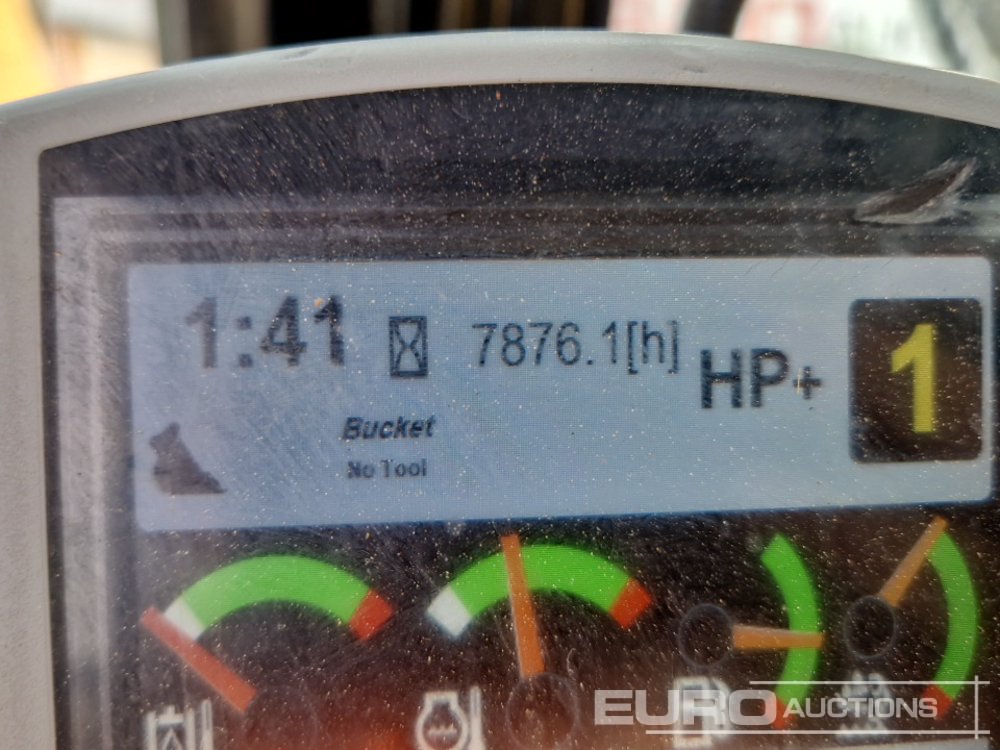 1:41 7876.1[h] HP+ 1
Bucket
No Tool
EURO AUCTIONS